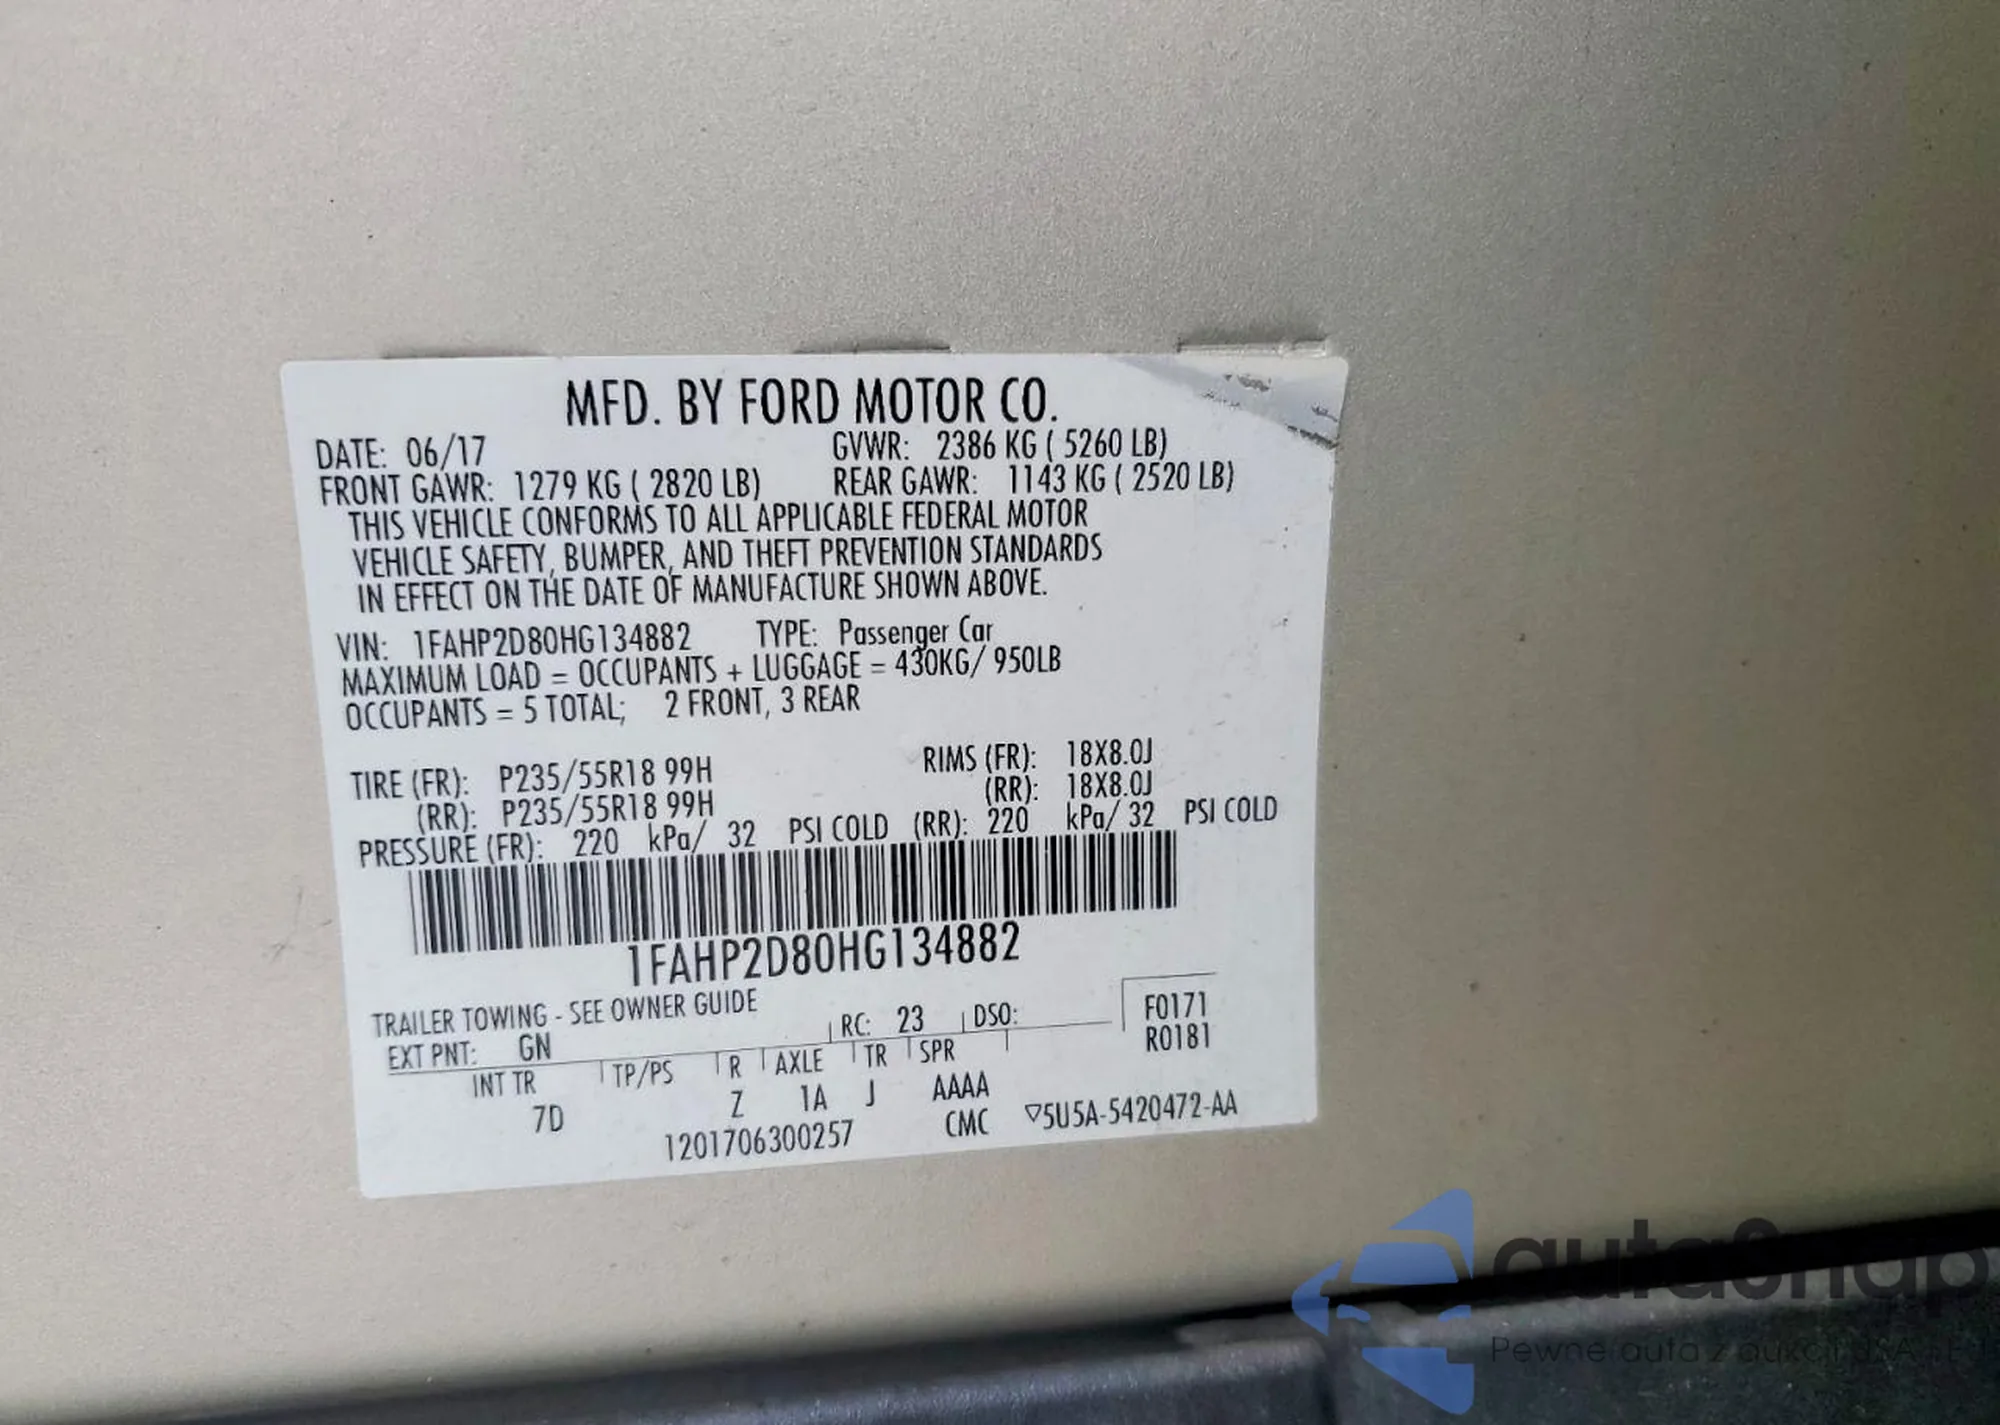 MFD. BY FORD MOTOR CO.
DATE: 06/17 GVWR: 2386 KG ( 5260 LB)
FRONT GAWR: 1279 KG ( 2820 LB) REAR GAWR: 1143 KG ( 2520 LB)
THIS VEHICLE CONFORMS TO ALL APPLICABLE FEDERAL MOTOR
VEHICLE SAFETY, BUMPER, AND THEFT PREVENTION STANDARDS
IN EFFECT ON THE DATE OF MANUFACTURE SHOWN ABOVE.
VIN: 1FAHP2D80HG134882 TYPE: Passenger Car
MAXIMUM LOAD = OCCUPANTS + LUGGAGE = 430KG/ 950LB
OCCUPANTS = 5 TOTAL; 2 FRONT, 3 REAR
TIRE (FR): P235/55R18 99H RIMS (FR): 18X8.0J
(RR): P235/55R18 99H (RR): 18X8.0J
PRESSURE (FR): 220 kPa/ 32 PSI COLD (RR): 220 kPa/ 32 PSI COLD
1FAHP2D80HG134882
TRAILER TOWING - SEE OWNER GUIDE
EXT PNT: GN RC: 23 DSO: F0171
R0181
INT TR TP/PS R AXLE TR SPR
7D Z 1A J AAAA
1201706300257 CMC ▽5U5A-5420472-AA
autaSnap
Pewne auta z aukcji USA